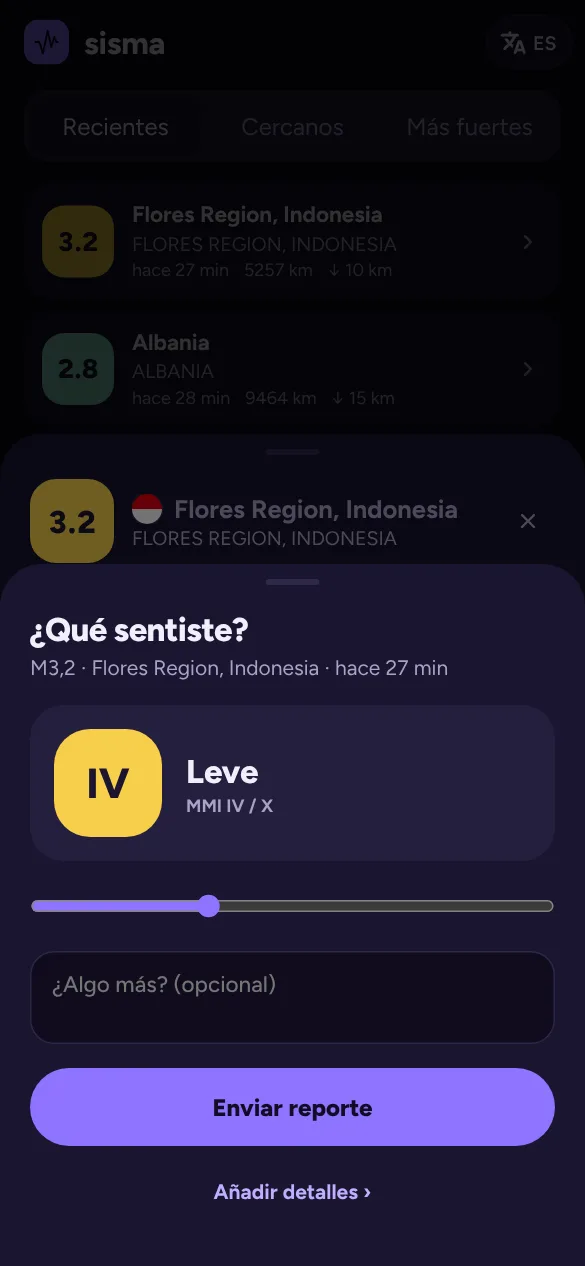 sisma
ES
Recientes Cercanos Más fuertes
3.2
Flores Region, Indonesia
FLORES REGION, INDONESIA
hace 27 min 5257 km ↓ 10 km
2.8
Albania
ALBANIA
hace 28 min 9464 km ↓ 15 km
3.2
Flores Region, Indonesia
FLORES REGION, INDONESIA
¿Qué sentiste?
M3,2 · Flores Region, Indonesia · hace 27 min
IV
Leve
MMI IV / X
¿Algo más? (opcional)
Enviar reporte
Añadir detalles ›